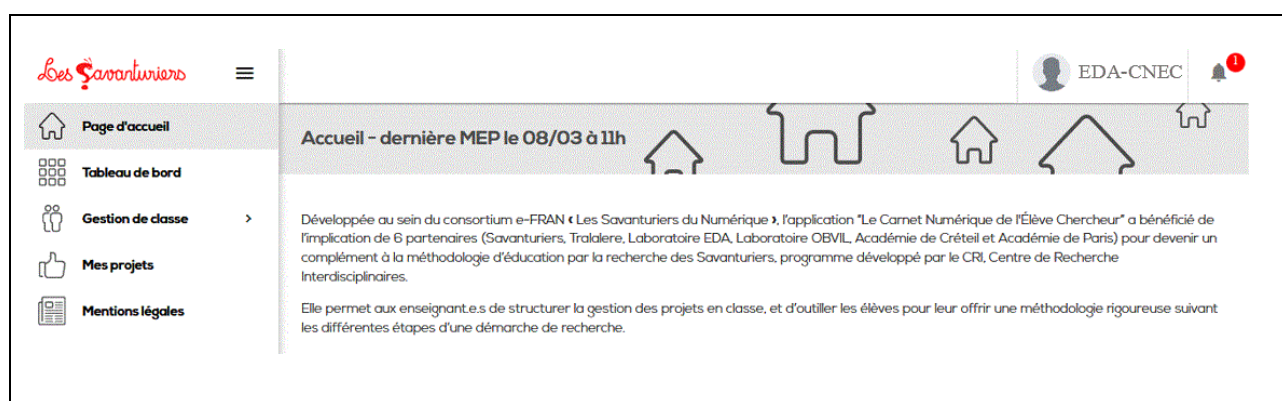 Les Savanturiers
EDA-CNEC
1
Page d'accueil
Tableau de bord
Gestion de classe
Mes projets
Mentions légales
Accueil - dernière MEP le 08/03 à 11h
Développée au sein du consortium e-FRAN « Les Savanturiers du Numérique », l'application "Le Carnet Numérique de l'Élève Chercheur" a bénéficié de
l'implication de 6 partenaires (Savanturiers, Tralalere, Laboratoire EDA, Laboratoire OBVIL, Académie de Créteil et Académie de Paris) pour devenir un
complément à la méthodologie d'éducation par la recherche des Savanturiers, programme développé par le CRI, Centre de Recherche
Interdisciplinaires.
Elle permet aux enseignant.e.s de structurer la gestion des projets en classe, et d'outiller les élèves pour leur offrir une méthodologie rigoureuse suivant
les différentes étapes d'une démarche de recherche.